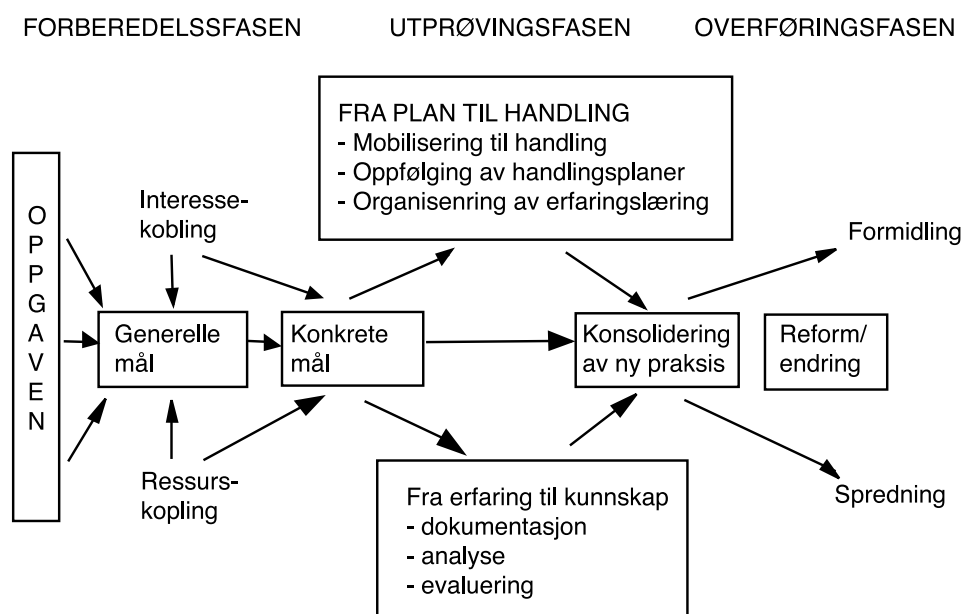 FORBEREDELSSFASEN
UTPRØVINGSFASEN
OVERFØRINGSFASEN
OPPGAVEN
Interesse-
kobling
Generelle
mål
Ressurs-
kopling
Konkrete
mål
FRA PLAN TIL HANDLING
- Mobilisering til handling
- Oppfølging av handlingsplaner
- Organisenring av erfaringslæring
Fra erfaring til kunnskap
- dokumentasjon
- analyse
- evaluering
Konsolidering
av ny praksis
Formidling
Reform/
endring
Spredning